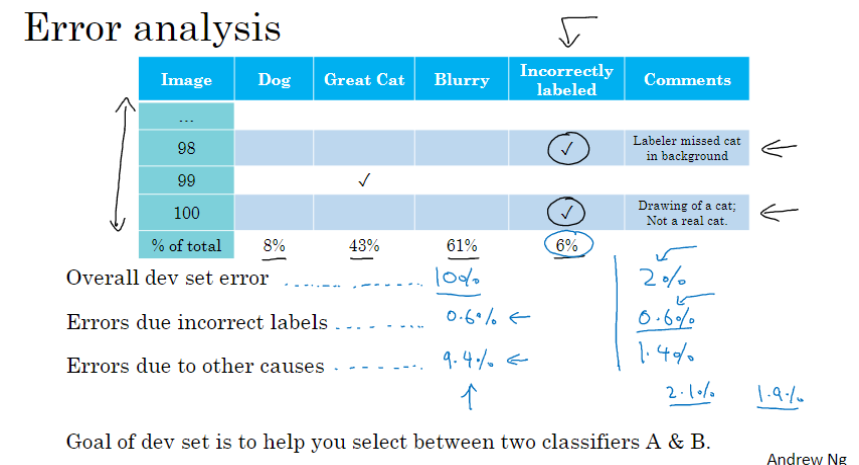 Error analysis
Image Dog Great Cat Blurry Incorrectly labeled Comments
...
98 ✓ Labeler missed cat in background
99 ✓
100 ✓ Drawing of a cat; Not a real cat.
% of total 8% 43% 61% 6%
Overall dev set error 10% 2%
Errors due incorrect labels 0.6% 0.6%
Errors due to other causes 9.4% 1.4%
2.1% 1.9%
Goal of dev set is to help you select between two classifiers A & B.
Andrew Ng